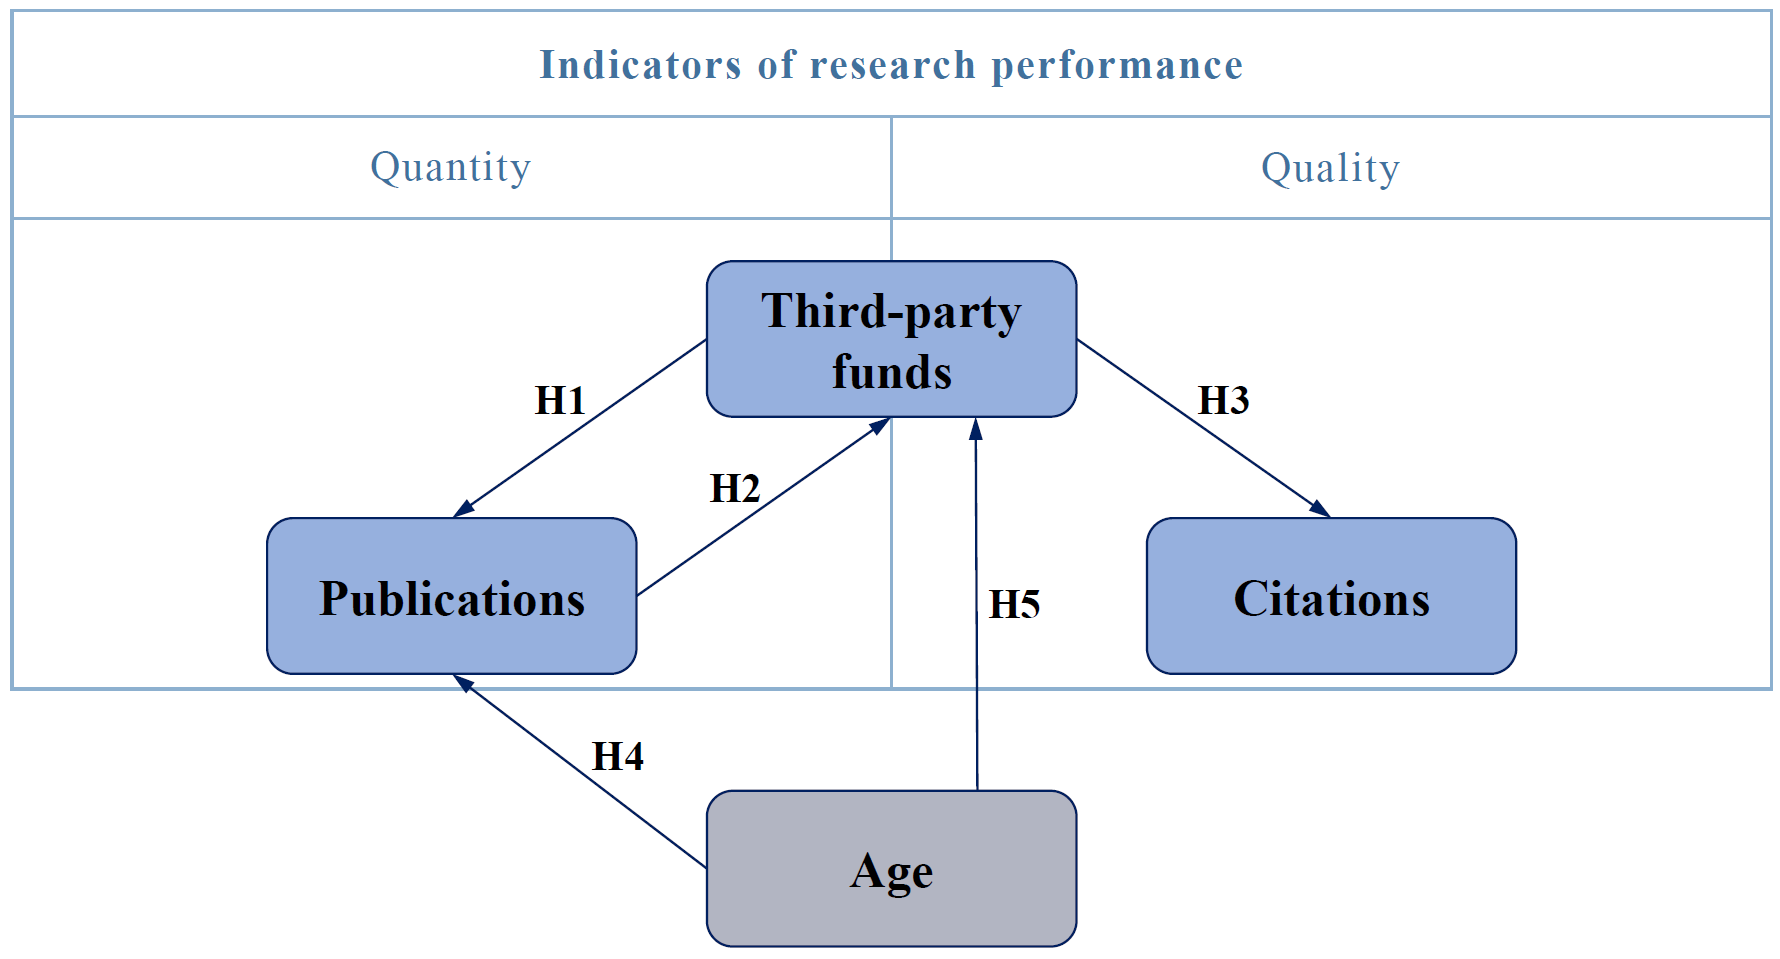 Indicators of research performance
Quantity
Quality
Third-party
funds
H1
H3
H2
Publications
H5
Citations
H4
Age